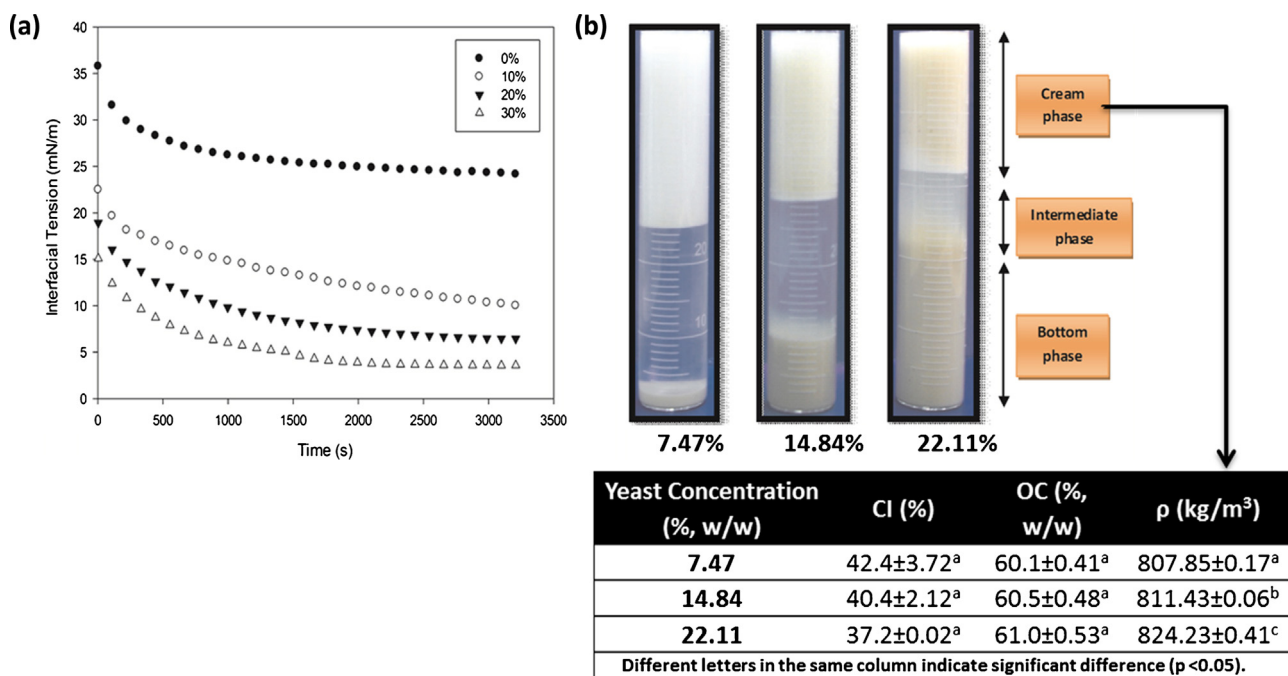 (a)
40
35
30
25
20
15
10
5
0
Interfacial Tension (mN/m)
0%
10%
20%
30%
0 500 1000 1500 2000 2500 3000 3500
Time (s)
(b)
20
10
Cream
phase
Intermediate
phase
Bottom
phase
7.47% 14.84% 22.11%
Yeast Concentration
(%, w/w)
CI (%)
OC (%,
w/w)
ρ (kg/m³)
7.47 42.4±3.72ᵃ 60.1±0.41ᵃ 807.85±0.17ᵃ
14.84 40.4±2.12ᵃ 60.5±0.48ᵃ 811.43±0.06ᵇ
22.11 37.2±0.02ᵃ 61.0±0.53ᵃ 824.23±0.41ᶜ
Different letters in the same column indicate significant difference (p <0.05).